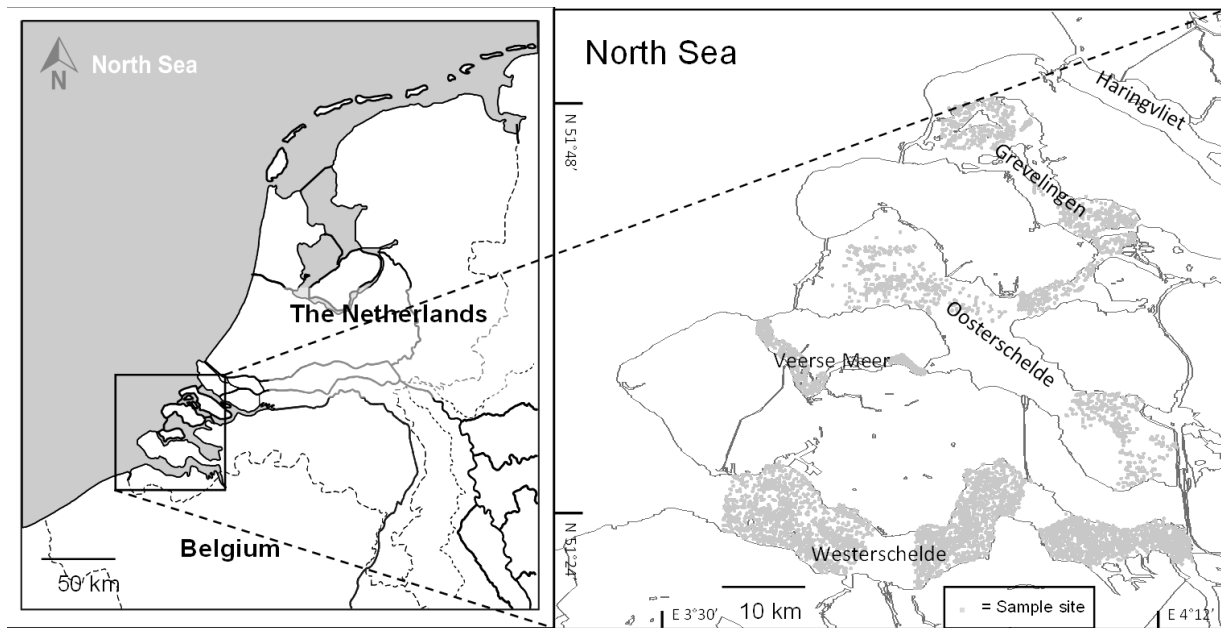 North Sea
N
The Netherlands
Belgium
50 km
North Sea
N 51°48'
N 51°24'
Haringvliet
Grevelingen
Oosterschelde
Veerse Meer
Westerschelde
10 km
E 3°30'
= Sample site
E 4°12'